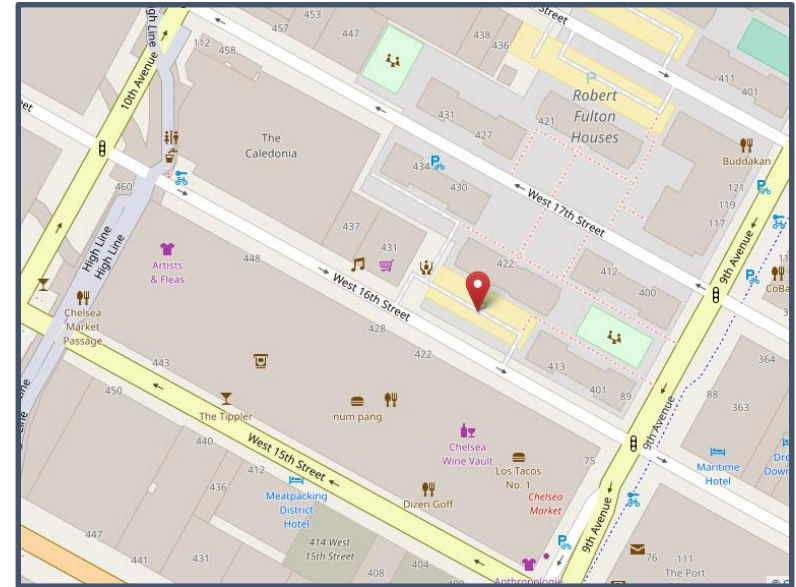 453
457
447
438
436
Street
High Line
10th Avenue
112
458
411
401
Robert
Fulton
Houses
431
427
421
The
Caledonia
Buddakan
434
430
West 17th Street
121
119
117
460
437
431
High Line
High Line
Artists
& Fleas
448
422
412
400
9th Avenue
CoBa
West 16th Street
Chelsea
Market
Passage
428
422
413
401
89
364
443
450
The Tippler
num pang
88
363
9th Avenue
West 15th Street
440
412
436
Chelsea
Wine Vault
Los Tacos
No. 1
75
Maritime
Hotel
Dre
Down
Meatpacking
District
Hotel
Dizen Goff
Chelsea
Market
9th Avenue
447
441
431
414 West
15th Street
408
404
76
111
The Port
Anthropologie